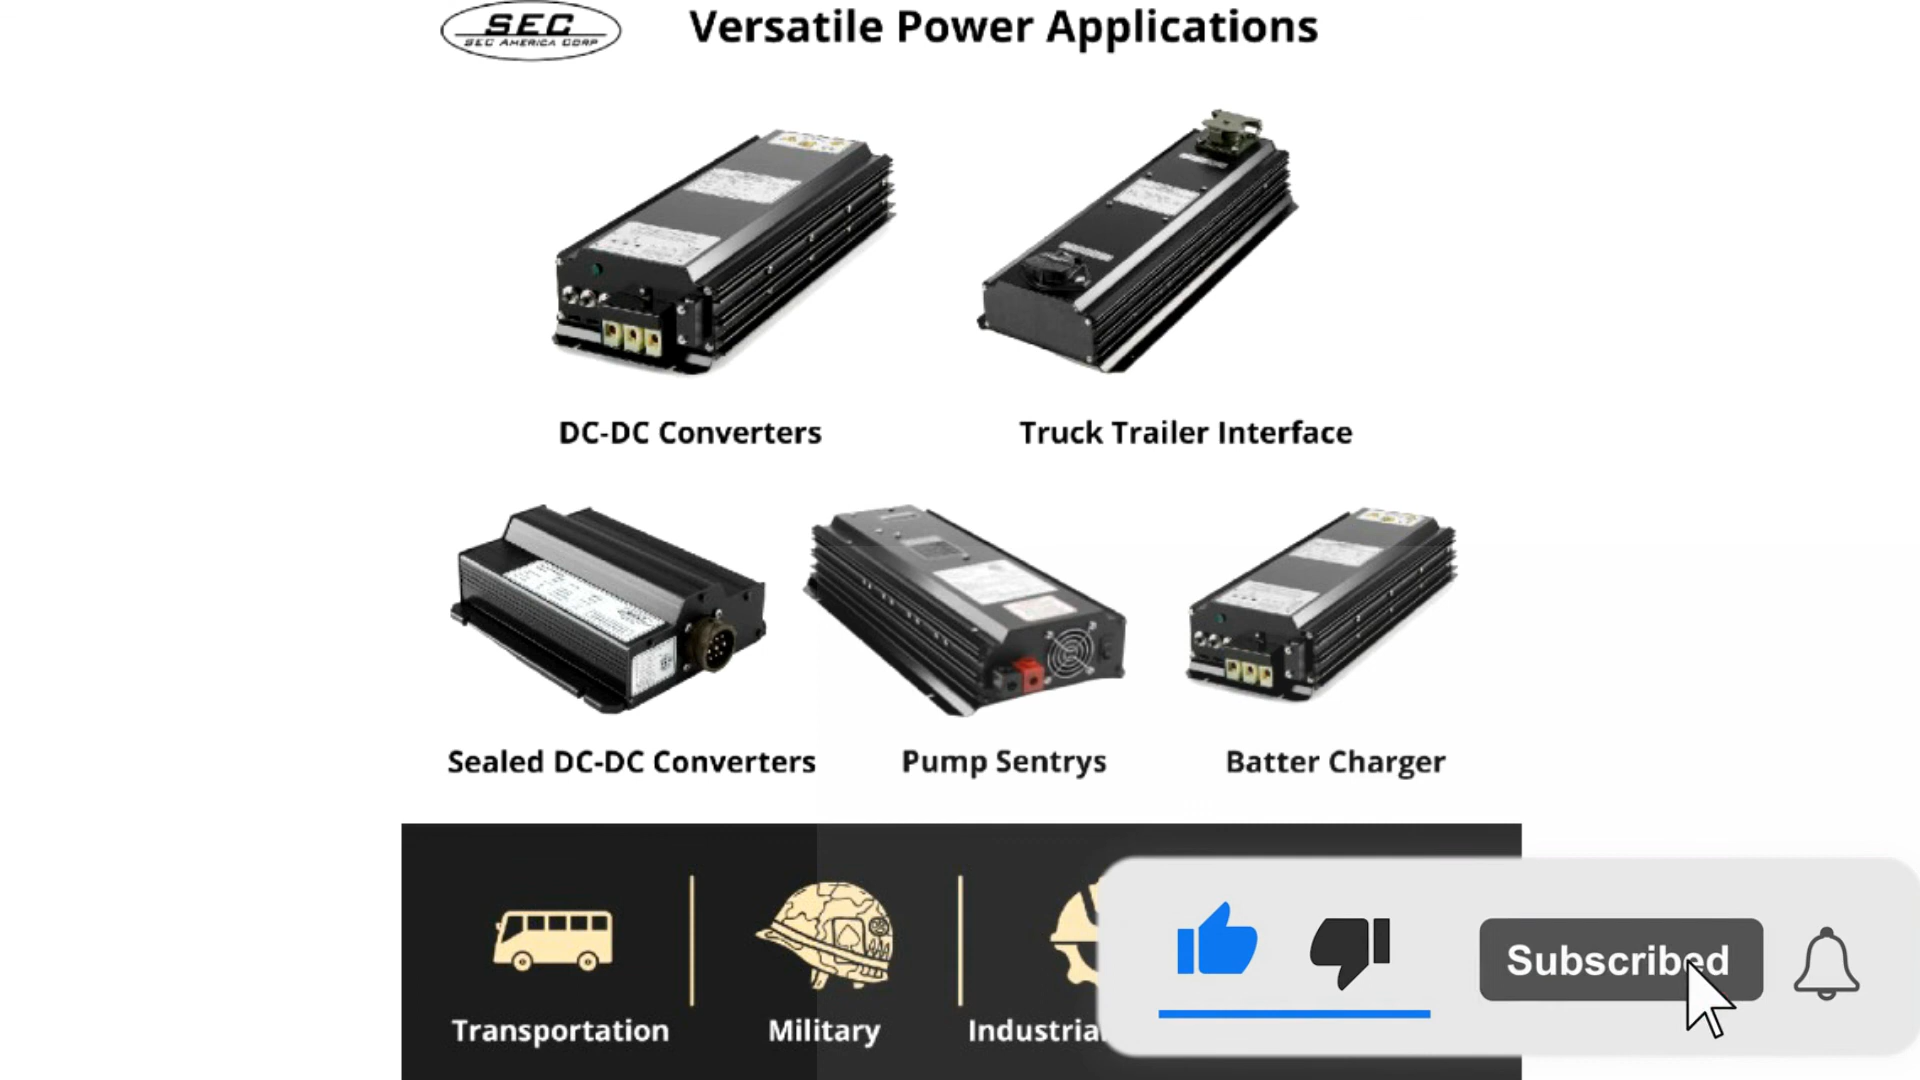 SEC
SEC AMERICA CORP
Versatile Power Applications
DC-DC Converters
Truck Trailer Interface
Sealed DC-DC Converters
Pump Sentrys
Batter Charger
Transportation
Military
Industria
Subscribed